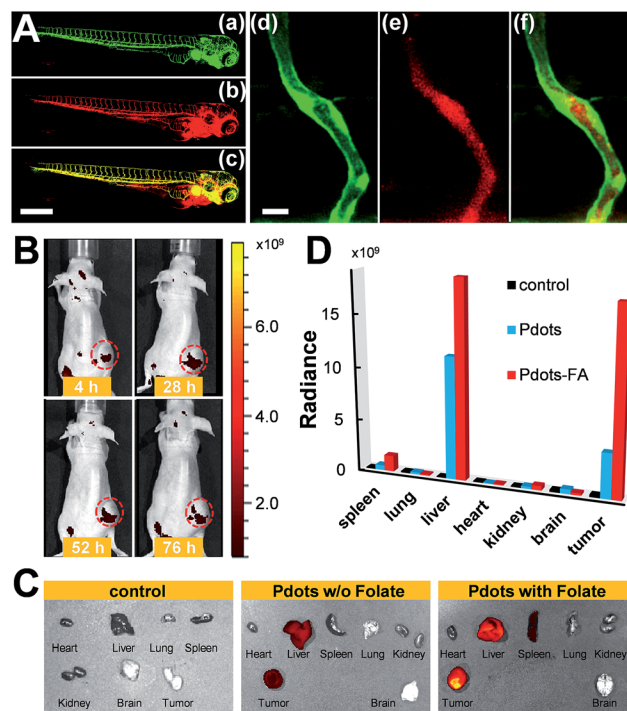 A
(a)
(b)
(c)
(d)
(e)
(f)
B
4 h
28 h
52 h
76 h
x10⁹
6.0
4.0
2.0
D
x10⁹
Radiance
15
10
5
0
control
Pdots
Pdots-FA
spleen
lung
liver
heart
kidney
brain
tumor
C
control
Heart Liver Lung Spleen
Kidney Brain Tumor
Pdots w/o Folate
Heart Liver Spleen Lung Kidney
Tumor Brain
Pdots with Folate
Heart Liver Spleen Lung Kidney
Tumor Brain